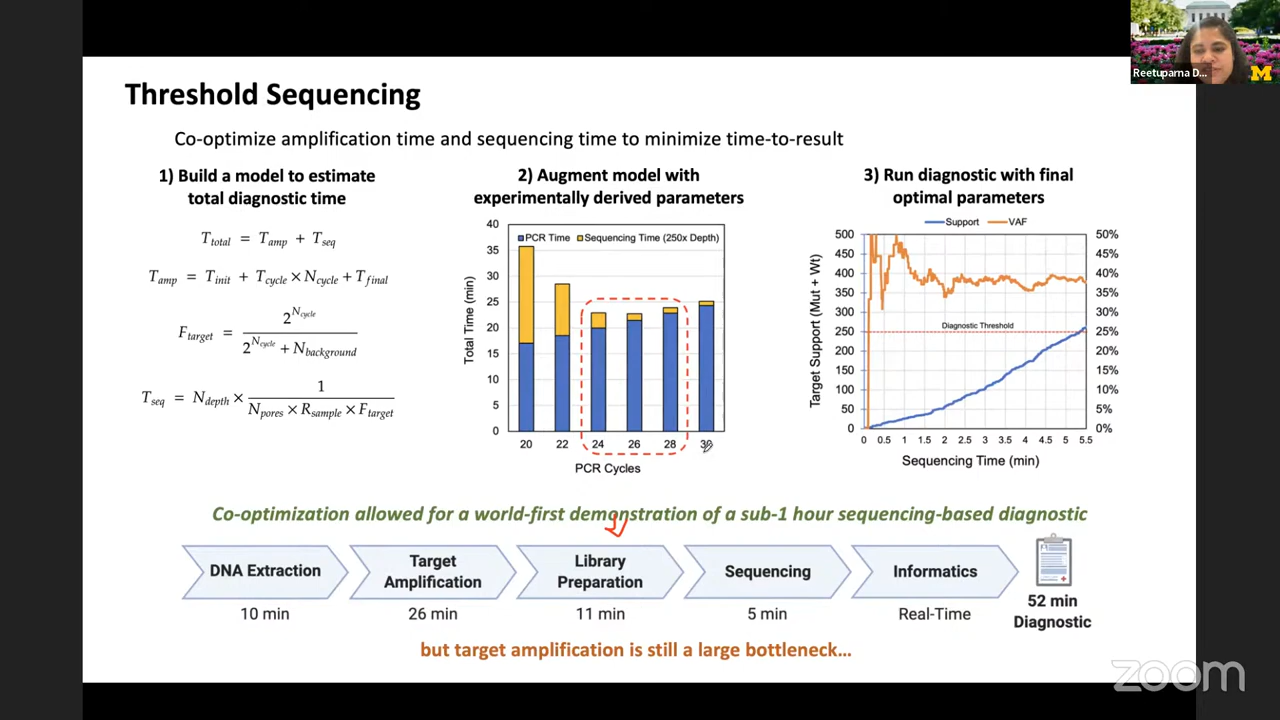 Reetuparna D...
M
Threshold Sequencing
Co-optimize amplification time and sequencing time to minimize time-to-result
1) Build a model to estimate
total diagnostic time
T_total = T_amp + T_seq
T_amp = T_init + T_cycle × N_cycle + T_final
F_target = 2^N_cycle / (2^N_cycle + N_background)
T_seq = N_depth × 1 / (N_pores × R_sample × F_target)
2) Augment model with
experimentally derived parameters
PCR Time Sequencing Time (250x Depth)
Total Time (min)
40
35
30
25
20
15
10
5
0
20 22 24 26 28
PCR Cycles
3) Run diagnostic with final
optimal parameters
Support VAF
Target Support (Mut + Wt)
500 50%
450 45%
400 40%
350 35%
300 30%
Diagnostic Threshold
250 25%
200 20%
150 15%
100 10%
50 5%
0 0%
0 0.5 1 1.5 2 2.5 3 3.5 4 4.5 5 5.5
Sequencing Time (min)
Co-optimization allowed for a world-first demonstration of a sub-1 hour sequencing-based diagnostic
DNA Extraction
10 min
Target
Amplification
26 min
Library
Preparation
11 min
Sequencing
5 min
Informatics
Real-Time
52 min
Diagnostic
but target amplification is still a large bottleneck...
zoom